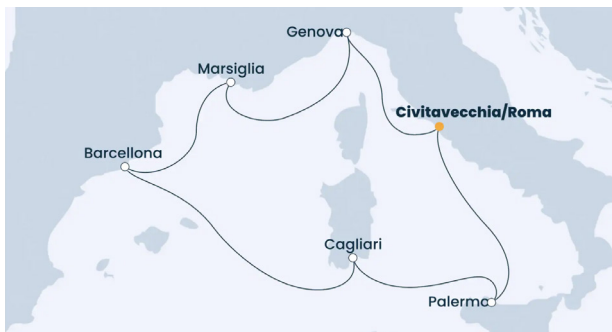 Genova
Marsiglia
Civitavecchia/Roma
Barcellona
Cagliari
Palermo